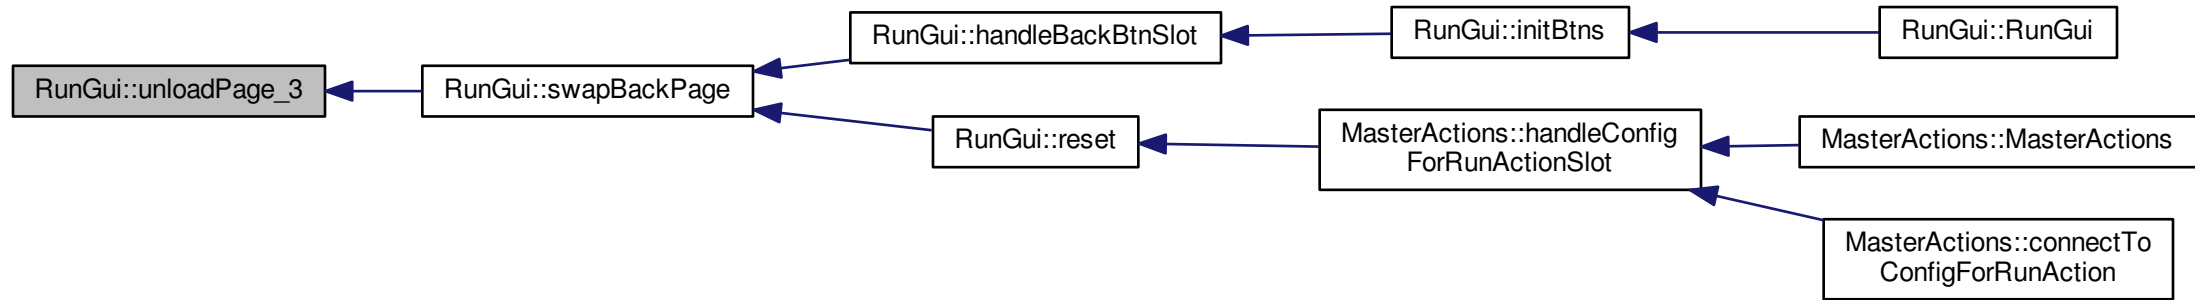 RunGui::unloadPage_3
RunGui::swapBackPage
RunGui::handleBackBtnSlot
RunGui::initBtns
RunGui::RunGui
RunGui::reset
MasterActions::handleConfig
ForRunActionSlot
MasterActions::MasterActions
MasterActions::connectTo
ConfigForRunAction